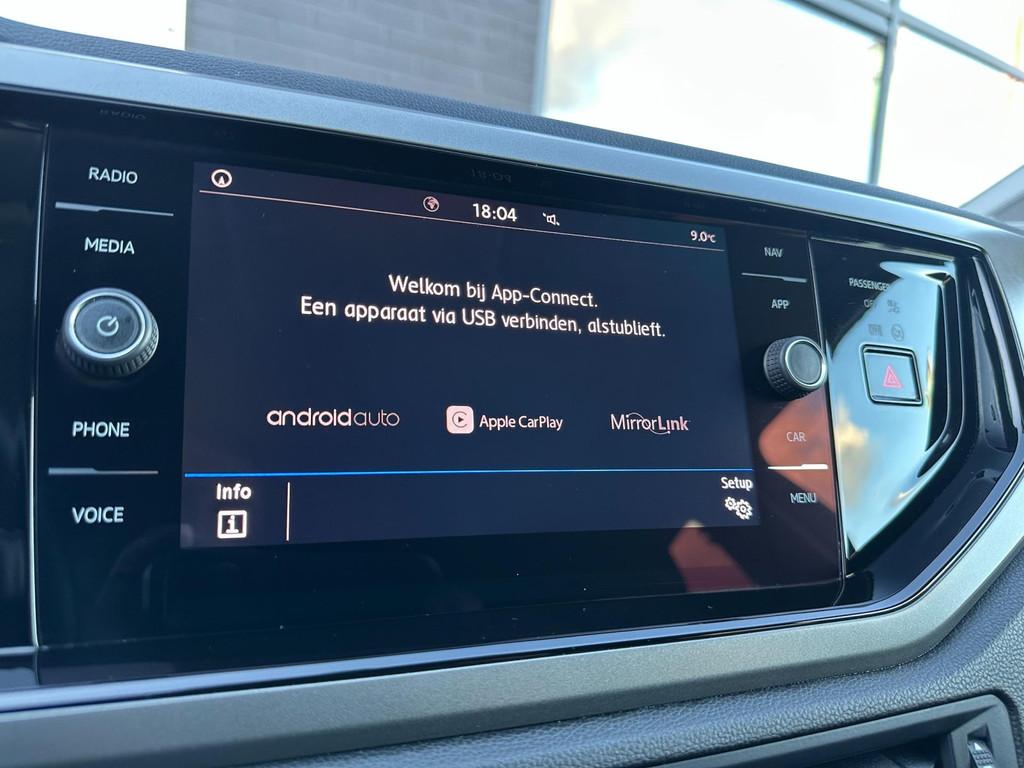 RADIO
MEDIA
PHONE
VOICE
18:04
9.0°C
Welkom bij App-Connect.
Een apparaat via USB verbinden, alstublieft.
androidauto
Apple CarPlay
MirrorLink
Info
Setup
NAV
APP
CAR
MENU
PASSENGER